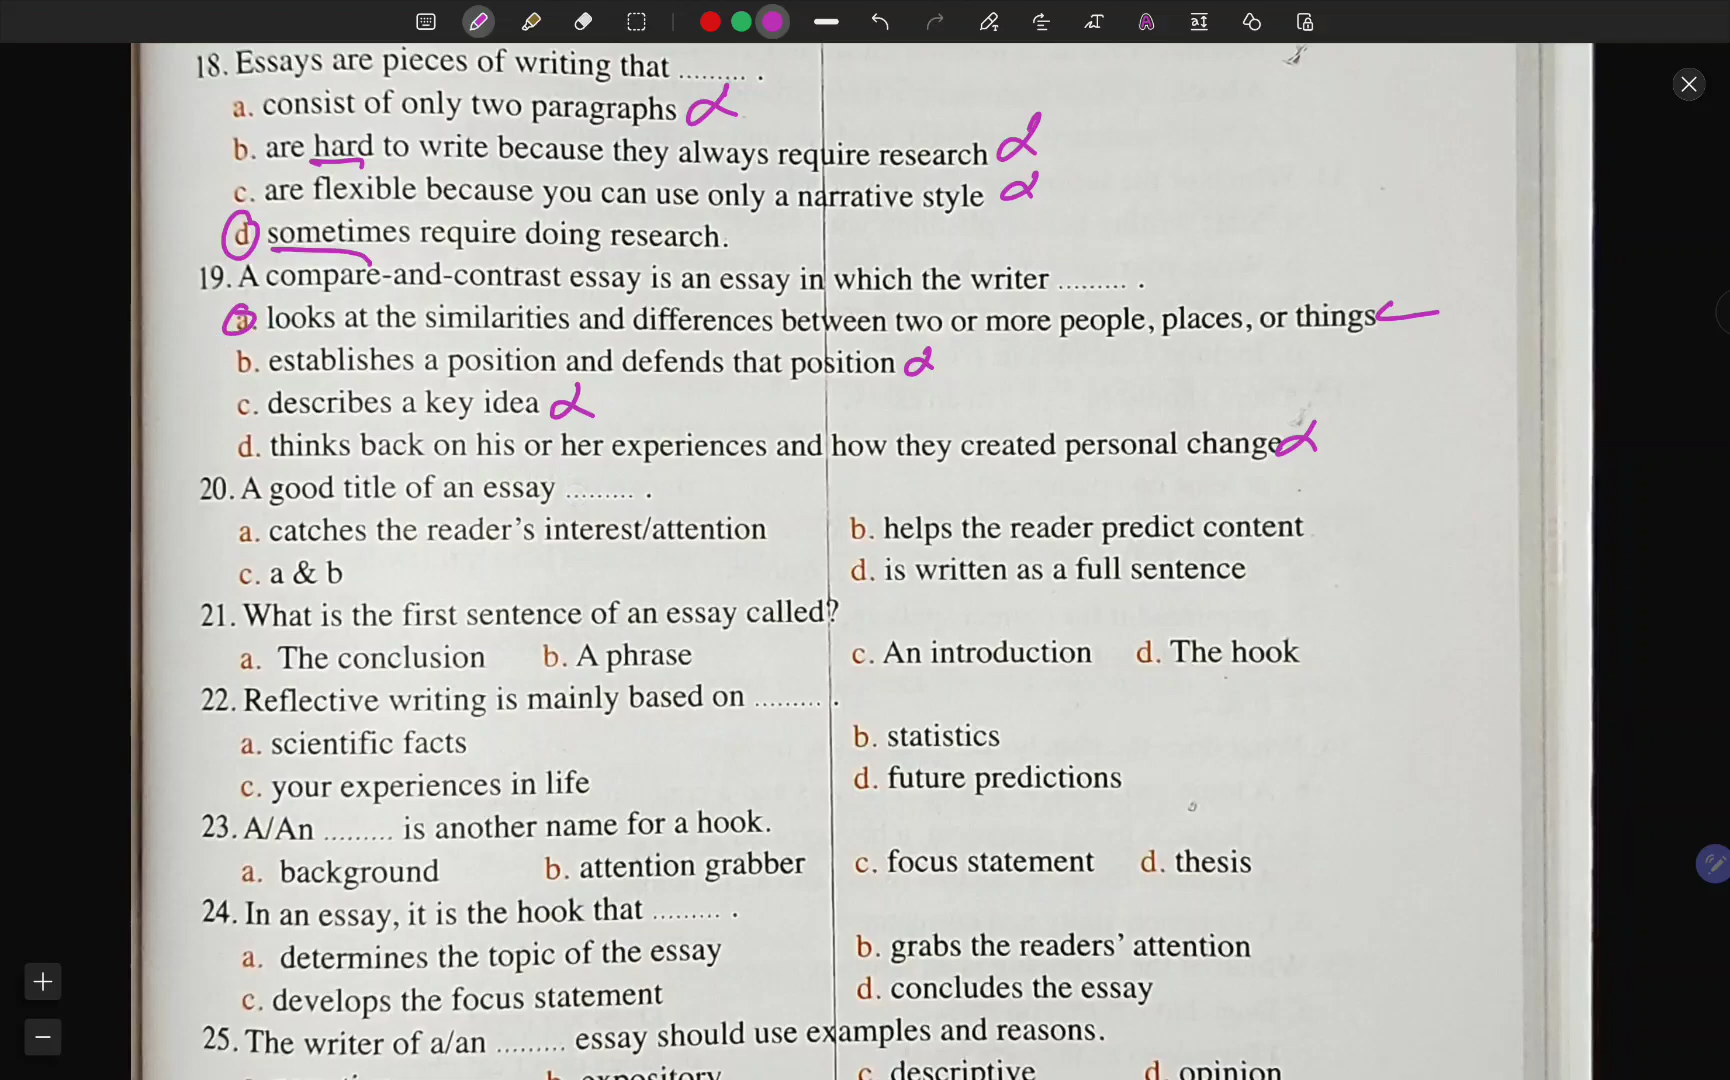 18. Essays are pieces of writing that ......... .
a. consist of only two paragraphs
b. are hard to write because they always require research
c. are flexible because you can use only a narrative style
d sometimes require doing research.
19. A compare-and-contrast essay is an essay in which the writer ......... .
a. looks at the similarities and differences between two or more people, places, or things
b. establishes a position and defends that position
c. describes a key idea
d. thinks back on his or her experiences and how they created personal change
20. A good title of an essay ......... .
a. catches the reader's interest/attention b. helps the reader predict content
c. a & b d. is written as a full sentence
21. What is the first sentence of an essay called?
a. The conclusion b. A phrase c. An introduction d. The hook
22. Reflective writing is mainly based on ......... .
a. scientific facts b. statistics
c. your experiences in life d. future predictions
23. A/An ......... is another name for a hook.
a. background b. attention grabber c. focus statement d. thesis
24. In an essay, it is the hook that ......... .
a. determines the topic of the essay b. grabs the readers' attention
c. develops the focus statement d. concludes the essay
25. The writer of a/an ......... essay should use examples and reasons.
b. expository c. descriptive d. opinion